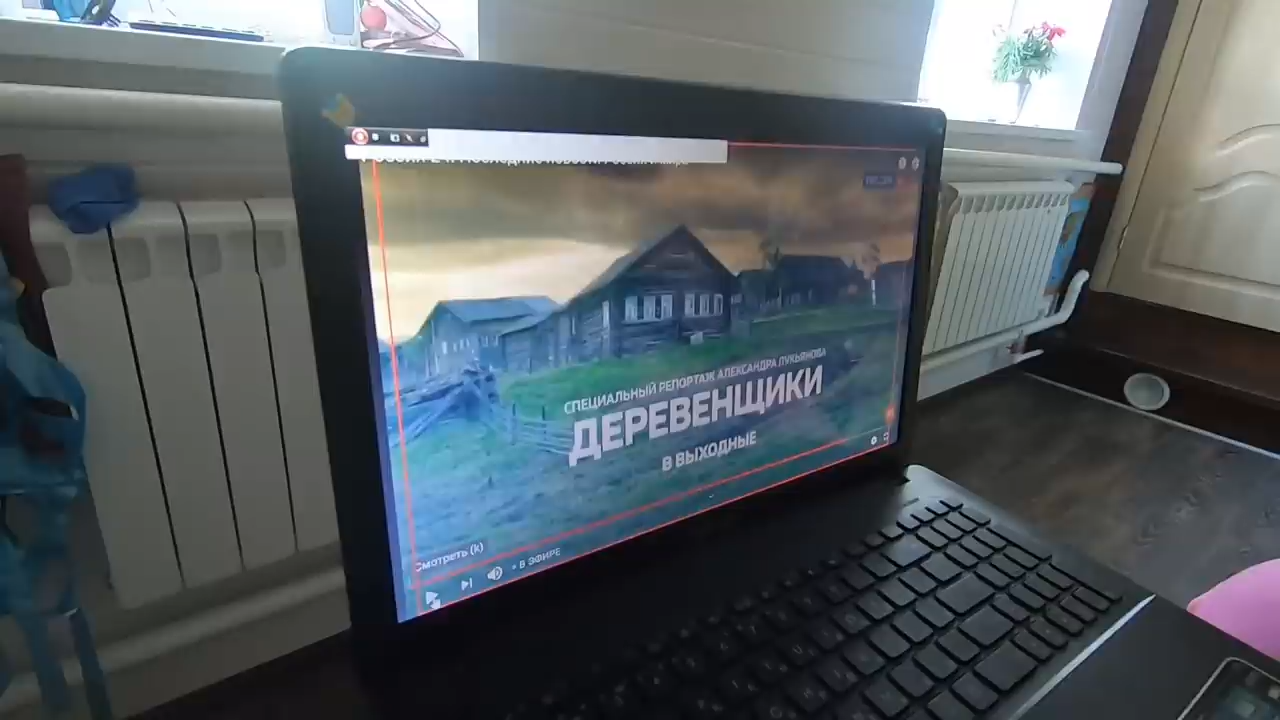 СПЕЦИАЛЬНЫЙ РЕПОРТАЖ АЛЕКСАНДРА ЛУКЬЯНОВА
ДЕРЕВЕНЩИКИ
В ВЫХОДНЫЕ
Смотреть (k)
• В ЭФИРЕ